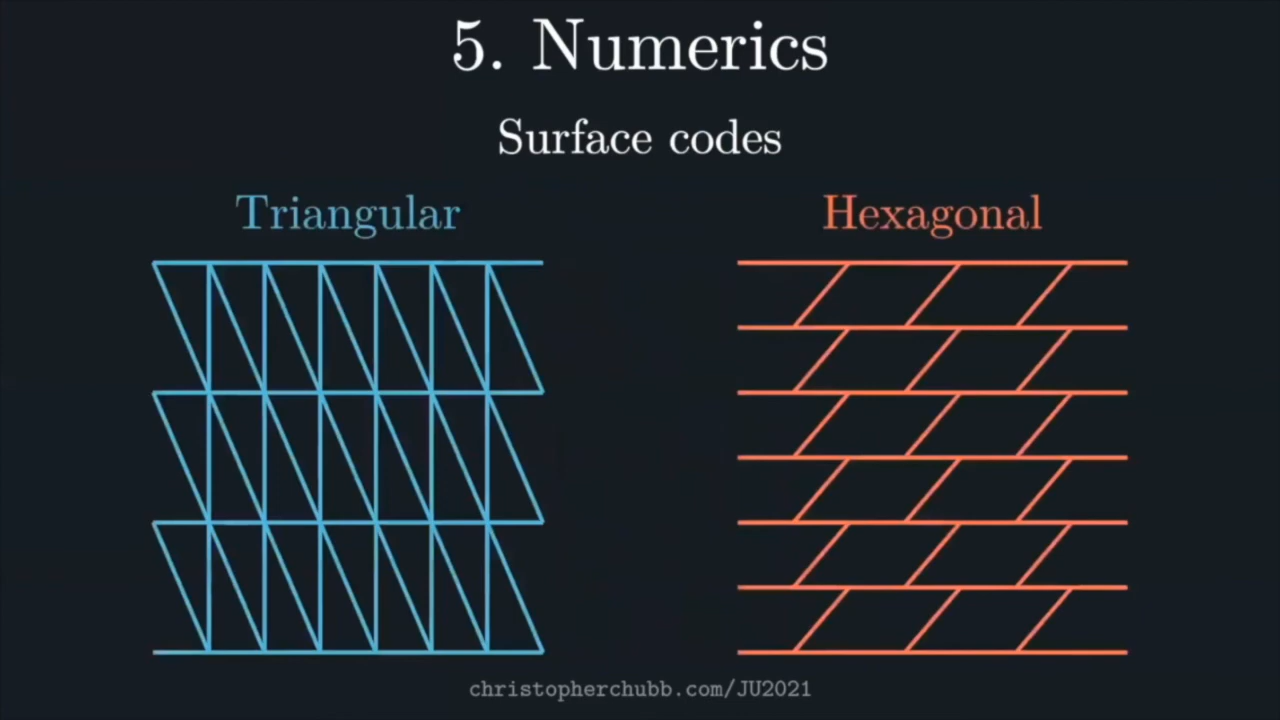 5. Numerics
Surface codes
Triangular
Hexagonal
christopherchubb.com/JU2021